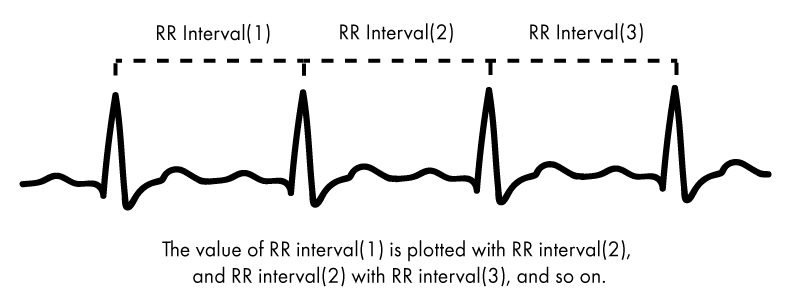 RR Interval(1) RR Interval(2) RR Interval(3)
The value of RR interval(1) is plotted with RR interval(2),
and RR interval(2) with RR interval(3), and so on.